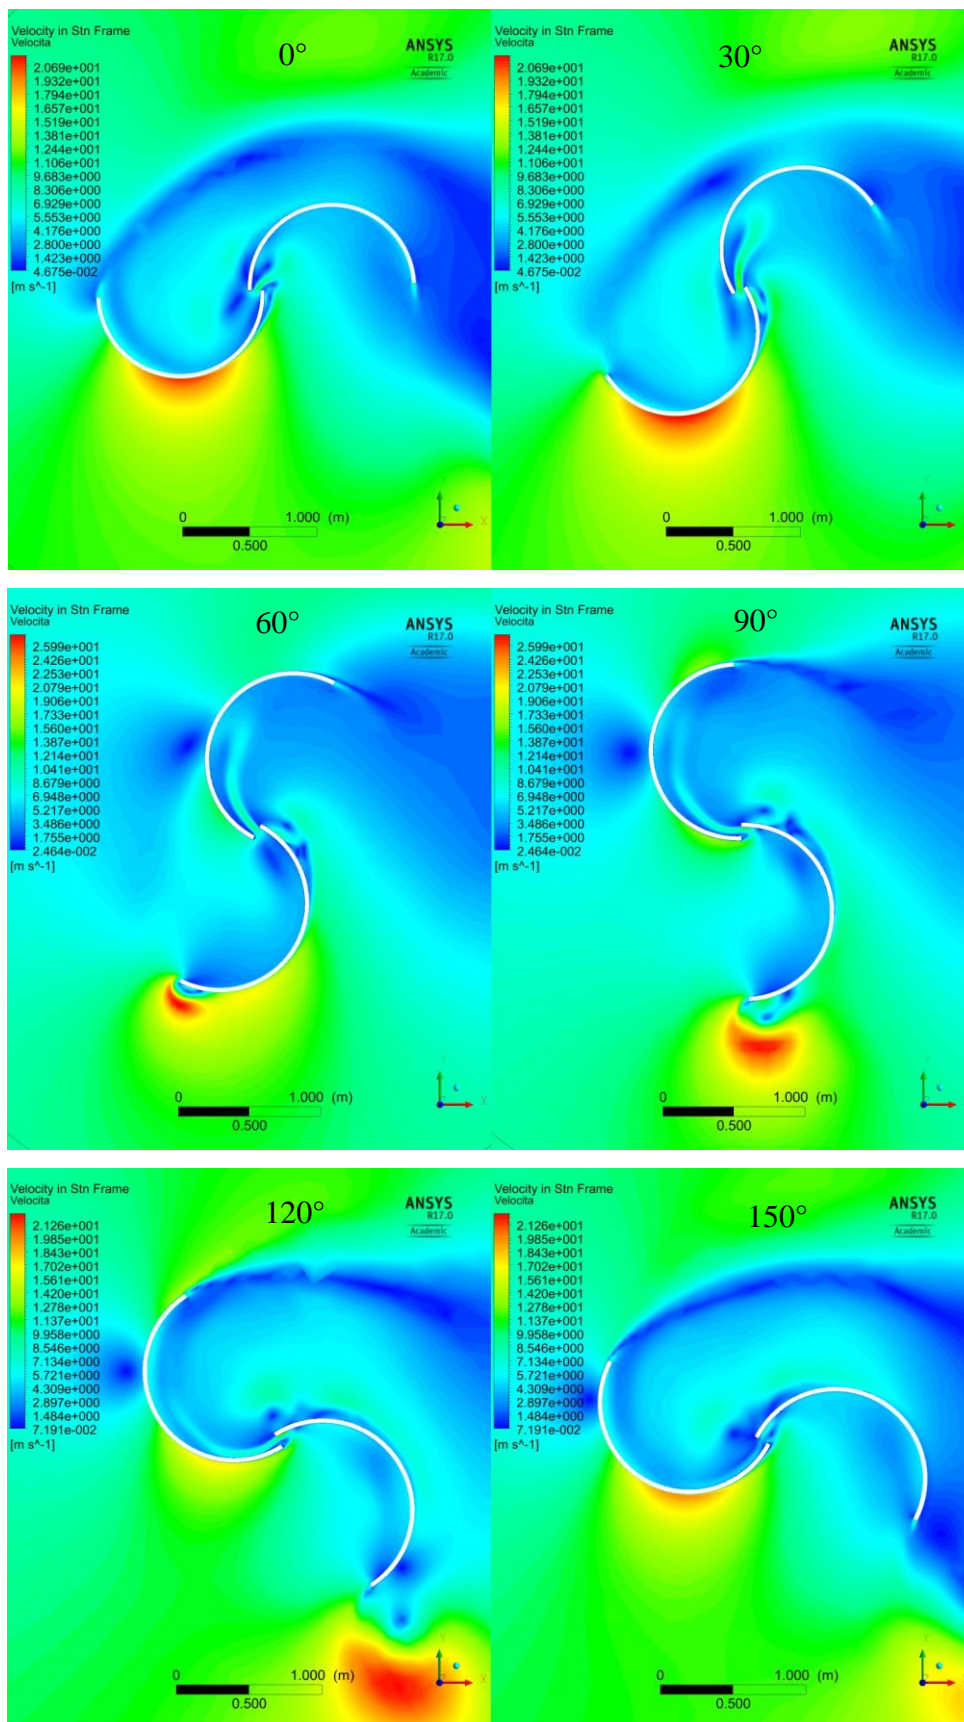 Velocity in Stn Frame
Velocita
0°
ANSYS
R17.0
Academic
2.069e+001
1.932e+001
1.794e+001
1.657e+001
1.519e+001
1.381e+001
1.244e+001
1.106e+001
9.683e+000
8.306e+000
6.929e+000
5.553e+000
4.176e+000
2.800e+000
1.423e+000
4.675e-002
[m s^-1]
0 1.000 (m)
0.500
Y
X
Velocity in Stn Frame
Velocita
30°
ANSYS
R17.0
Academic
2.069e+001
1.932e+001
1.794e+001
1.657e+001
1.519e+001
1.381e+001
1.244e+001
1.106e+001
9.683e+000
8.306e+000
6.929e+000
5.553e+000
4.176e+000
2.800e+000
1.423e+000
4.675e-002
[m s^-1]
0 1.000 (m)
0.500
Y
X
Velocity in Stn Frame
Velocita
60°
ANSYS
R17.0
Academic
2.599e+001
2.426e+001
2.253e+001
2.079e+001
1.906e+001
1.733e+001
1.560e+001
1.387e+001
1.214e+001
1.041e+001
8.679e+000
6.948e+000
5.217e+000
3.486e+000
1.755e+000
2.464e-002
[m s^-1]
0 1.000 (m)
0.500
Y
X
Velocity in Stn Frame
Velocita
90°
ANSYS
R17.0
Academic
2.599e+001
2.426e+001
2.253e+001
2.079e+001
1.906e+001
1.733e+001
1.560e+001
1.387e+001
1.214e+001
1.041e+001
8.679e+000
6.948e+000
5.217e+000
3.486e+000
1.755e+000
2.464e-002
[m s^-1]
0 1.000 (m)
0.500
Y
X
Velocity in Stn Frame
Velocita
120°
ANSYS
R17.0
Academic
2.126e+001
1.985e+001
1.843e+001
1.702e+001
1.561e+001
1.420e+001
1.278e+001
1.137e+001
9.958e+000
8.546e+000
7.134e+000
5.721e+000
4.309e+000
2.897e+000
1.484e+000
7.191e-002
[m s^-1]
0 1.000 (m)
0.500
Y
X
Velocity in Stn Frame
Velocita
150°
ANSYS
R17.0
Academic
2.126e+001
1.985e+001
1.843e+001
1.702e+001
1.561e+001
1.420e+001
1.278e+001
1.137e+001
9.958e+000
8.546e+000
7.134e+000
5.721e+000
4.309e+000
2.897e+000
1.484e+000
7.191e-002
[m s^-1]
0 1.000 (m)
0.500
Y
X